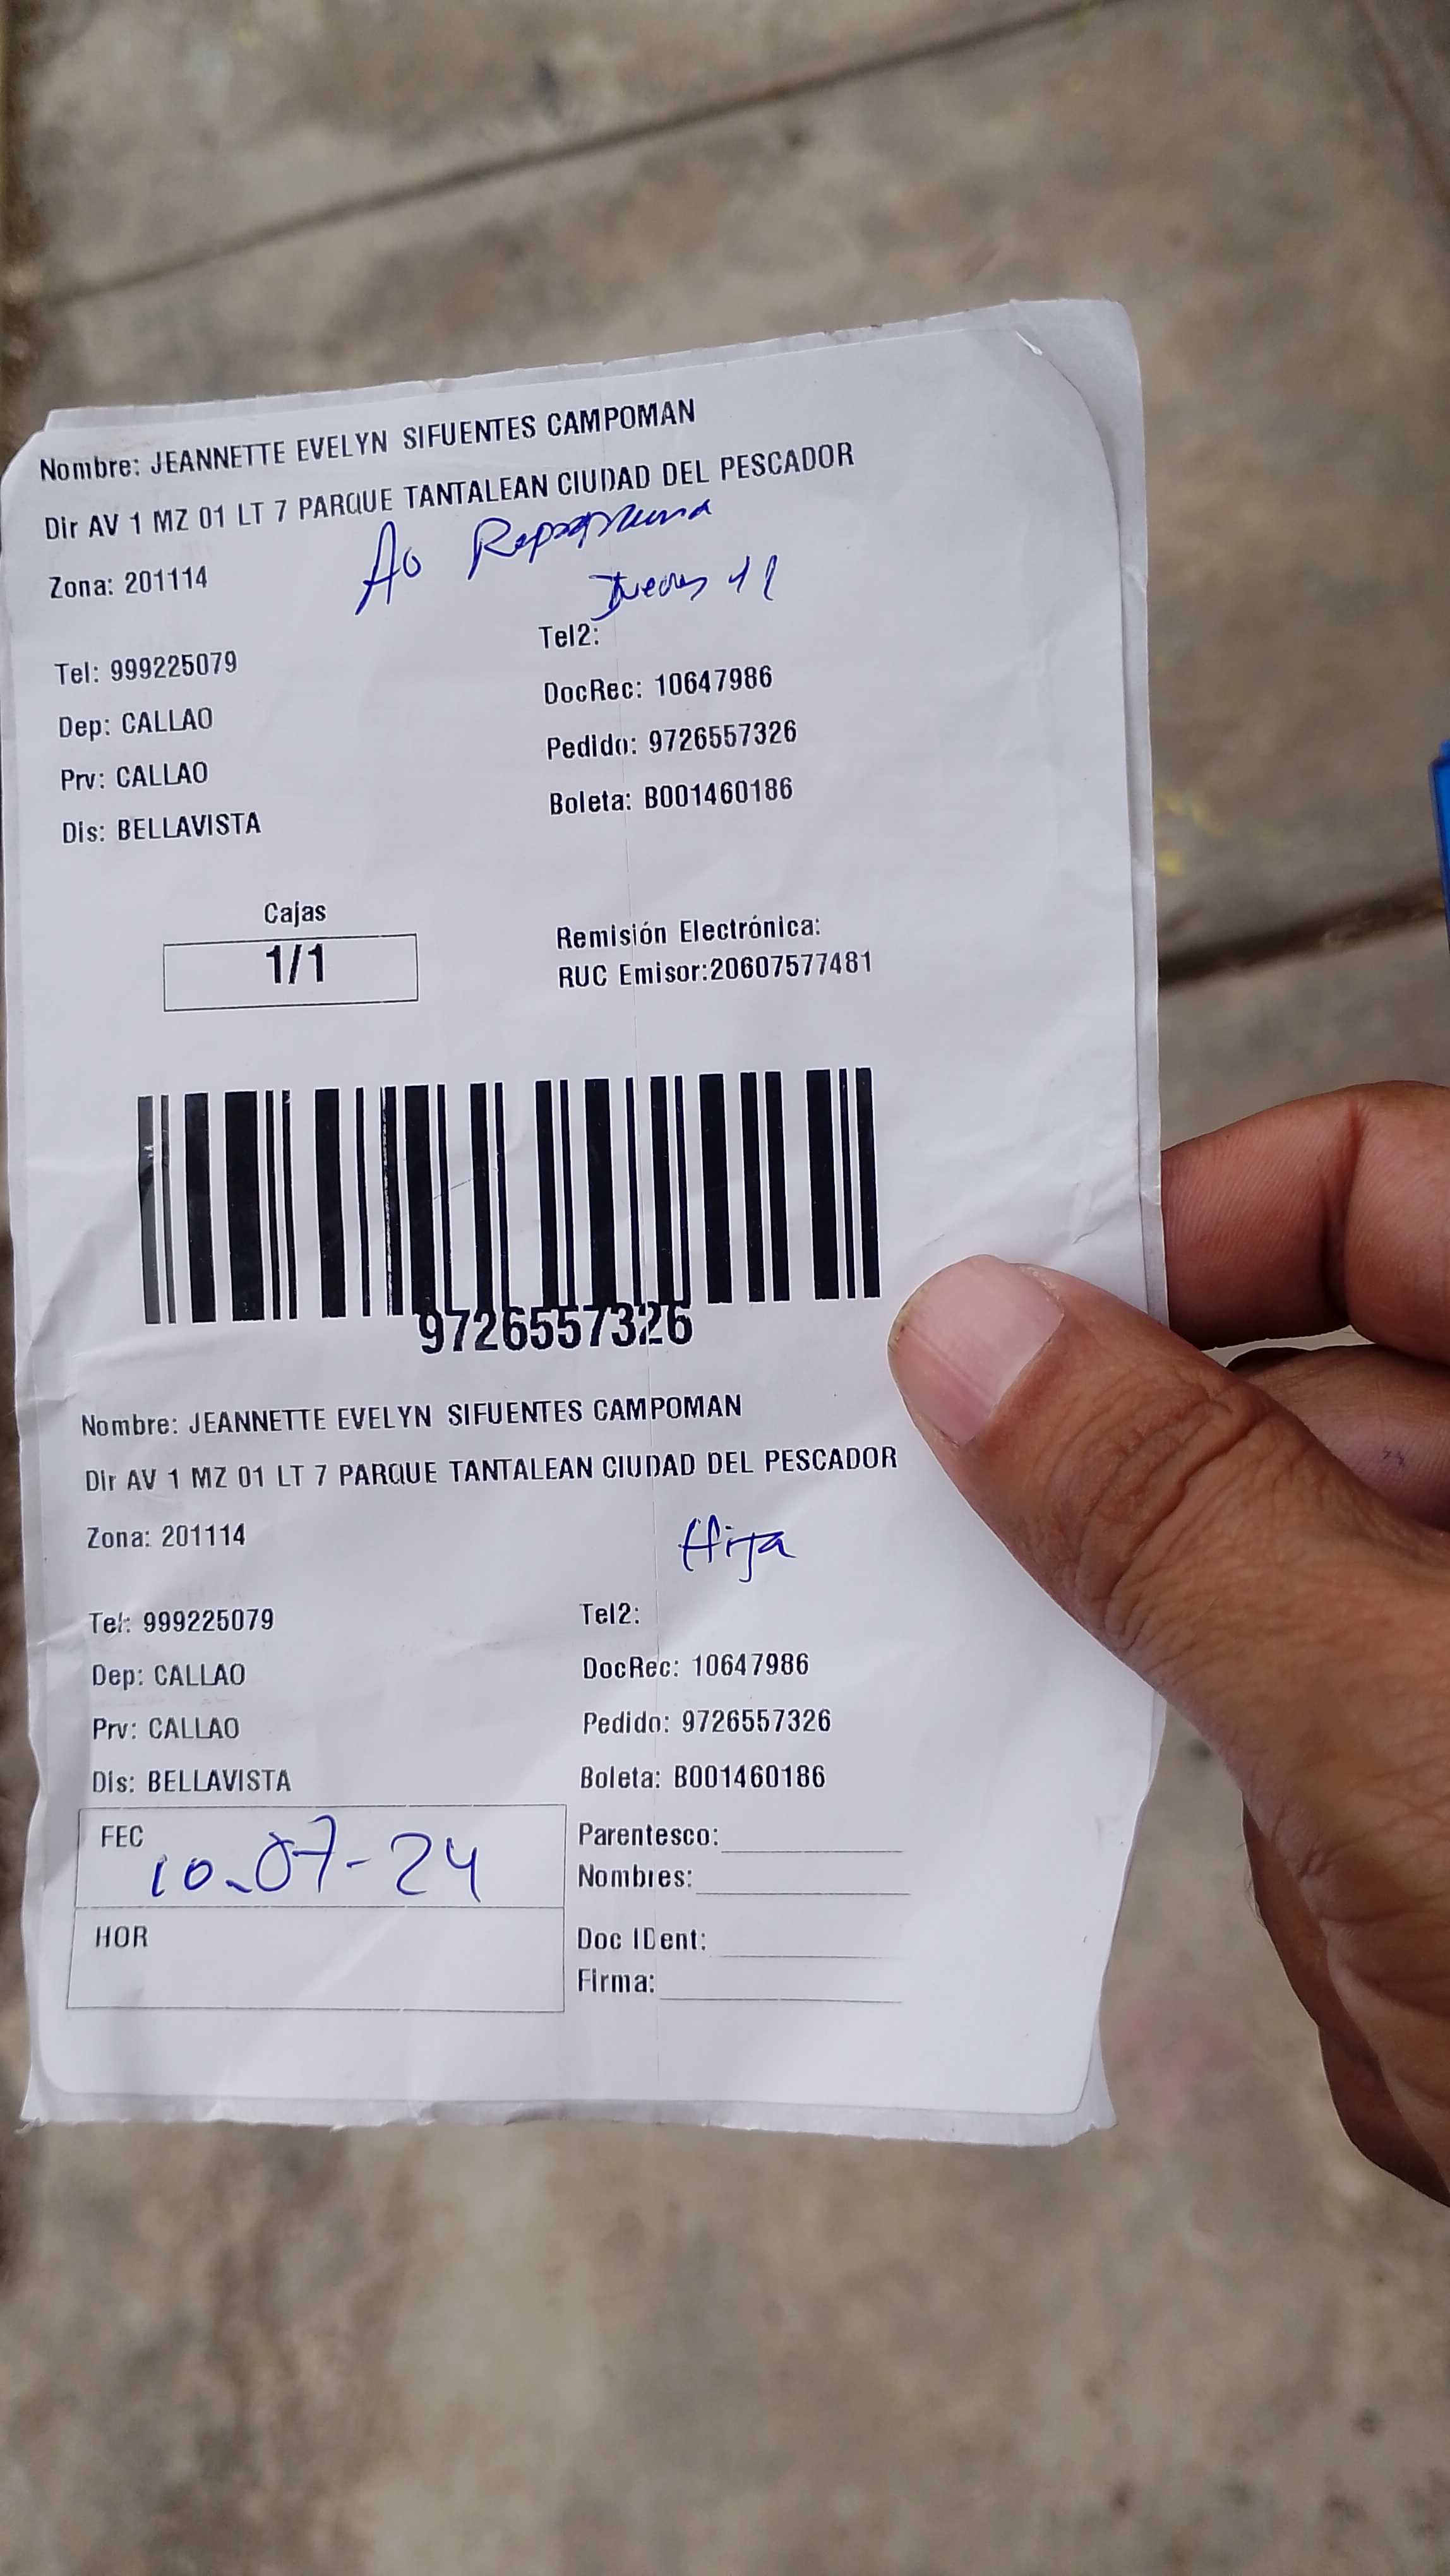 Nombre: JEANNETTE EVELYN SIFUENTES CAMPOMAN
Dir AV 1 MZ 01 LT 7 PARQUE TANTALEAN CIUDAD DEL PESCADOR
Zona: 201114
Ao
Jueves 11
Tel2:
Tel: 999225079
DocRec: 10647986
Dep: CALLAO
Pedido: 9726557326
Prv: CALLAO
Boleta: B001460186
Dis: BELLAVISTA
Cajas
1/1
Remisión Electrónica:
RUC Emisor:20607577481
9726557326
Nombre: JEANNETTE EVELYN SIFUENTES CAMPOMAN
Dir AV 1 MZ 01 LT 7 PARQUE TANTALEAN CIUDAD DEL PESCADOR
Zona: 201114
Hija
Tel: 999225079
Tel2:
Dep: CALLAO
DocRec: 10647986
Prv: CALLAO
Pedido: 9726557326
Dis: BELLAVISTA
Boleta: B001460186
FEC 10-07-24
Parentesco:
Nombres:
HOR
Doc IDent:
Firma: